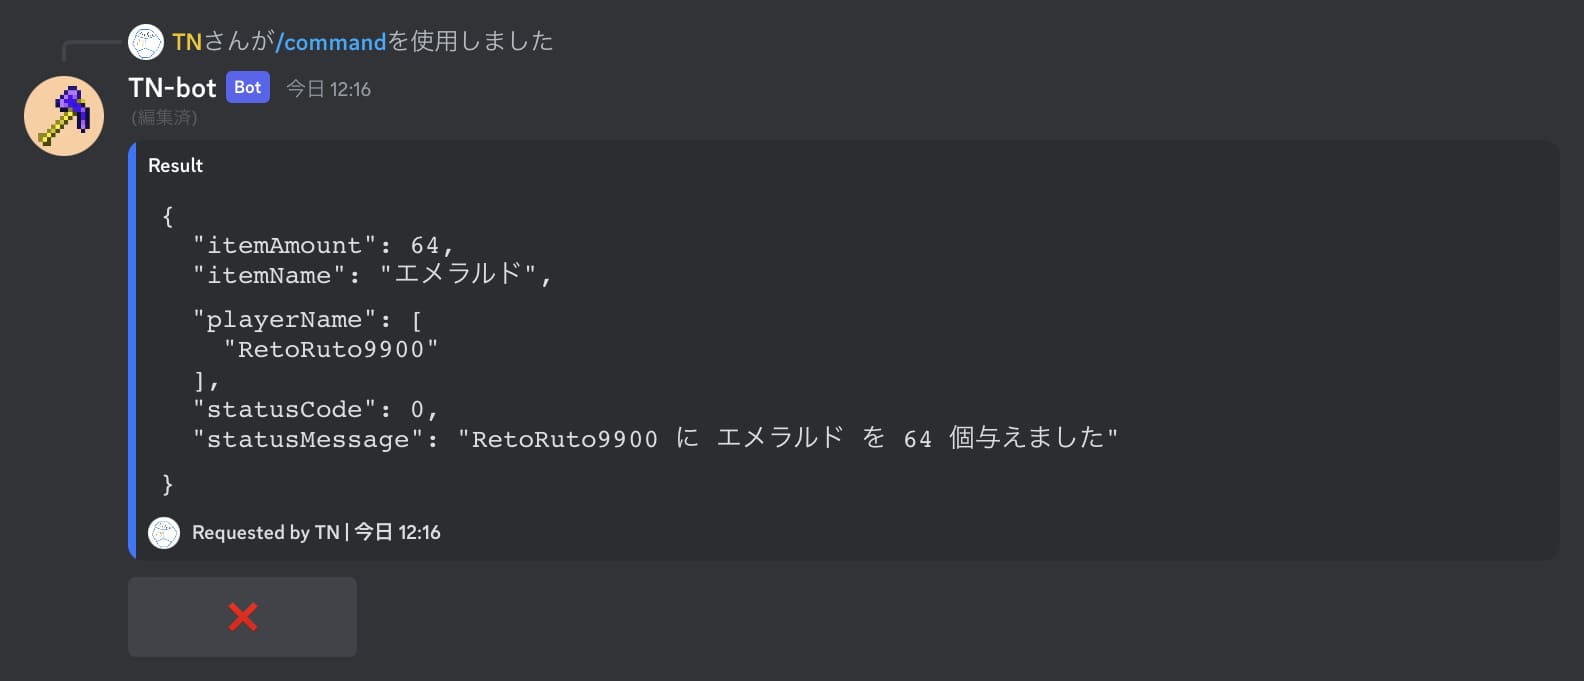 TNさんが/commandを使用しました
TN-bot Bot 今日 12:16
(編集済)
Result
{
"itemAmount": 64,
"itemName": "エメラルド",
"playerName": [
"RetoRuto9900"
],
"statusCode": 0,
"statusMessage": "RetoRuto9900 に エメラルド を 64 個与えました"
}
Requested by TN | 今日 12:16